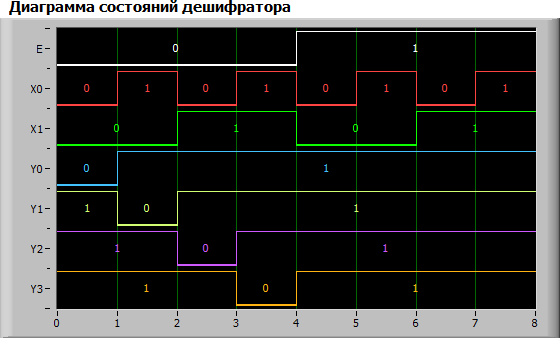 Диаграмма состояний дешифратора
E 0 1
X0 0 1 0 1 0 1 0 1
X1 0 1 0 1
Y0 0 1
Y1 1 0 1
Y2 1 0 1
Y3 1 0 1
0 1 2 3 4 5 6 7 8